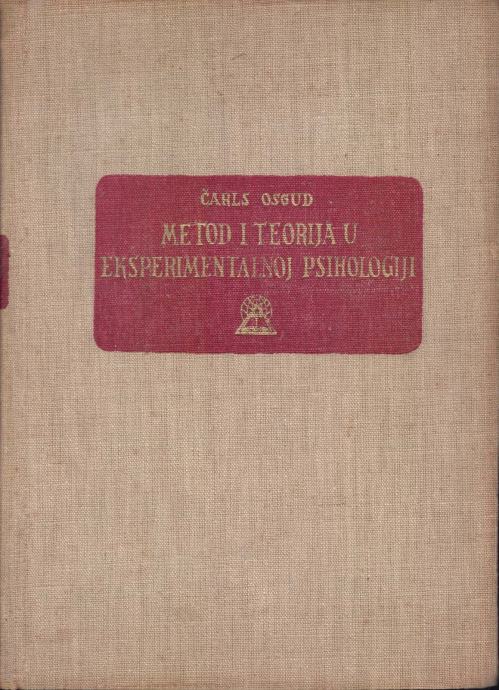 ČARLS OSGUD
METOD I TEORIJA U
EKSPERIMENTALNOJ PSIHOLOGIJI